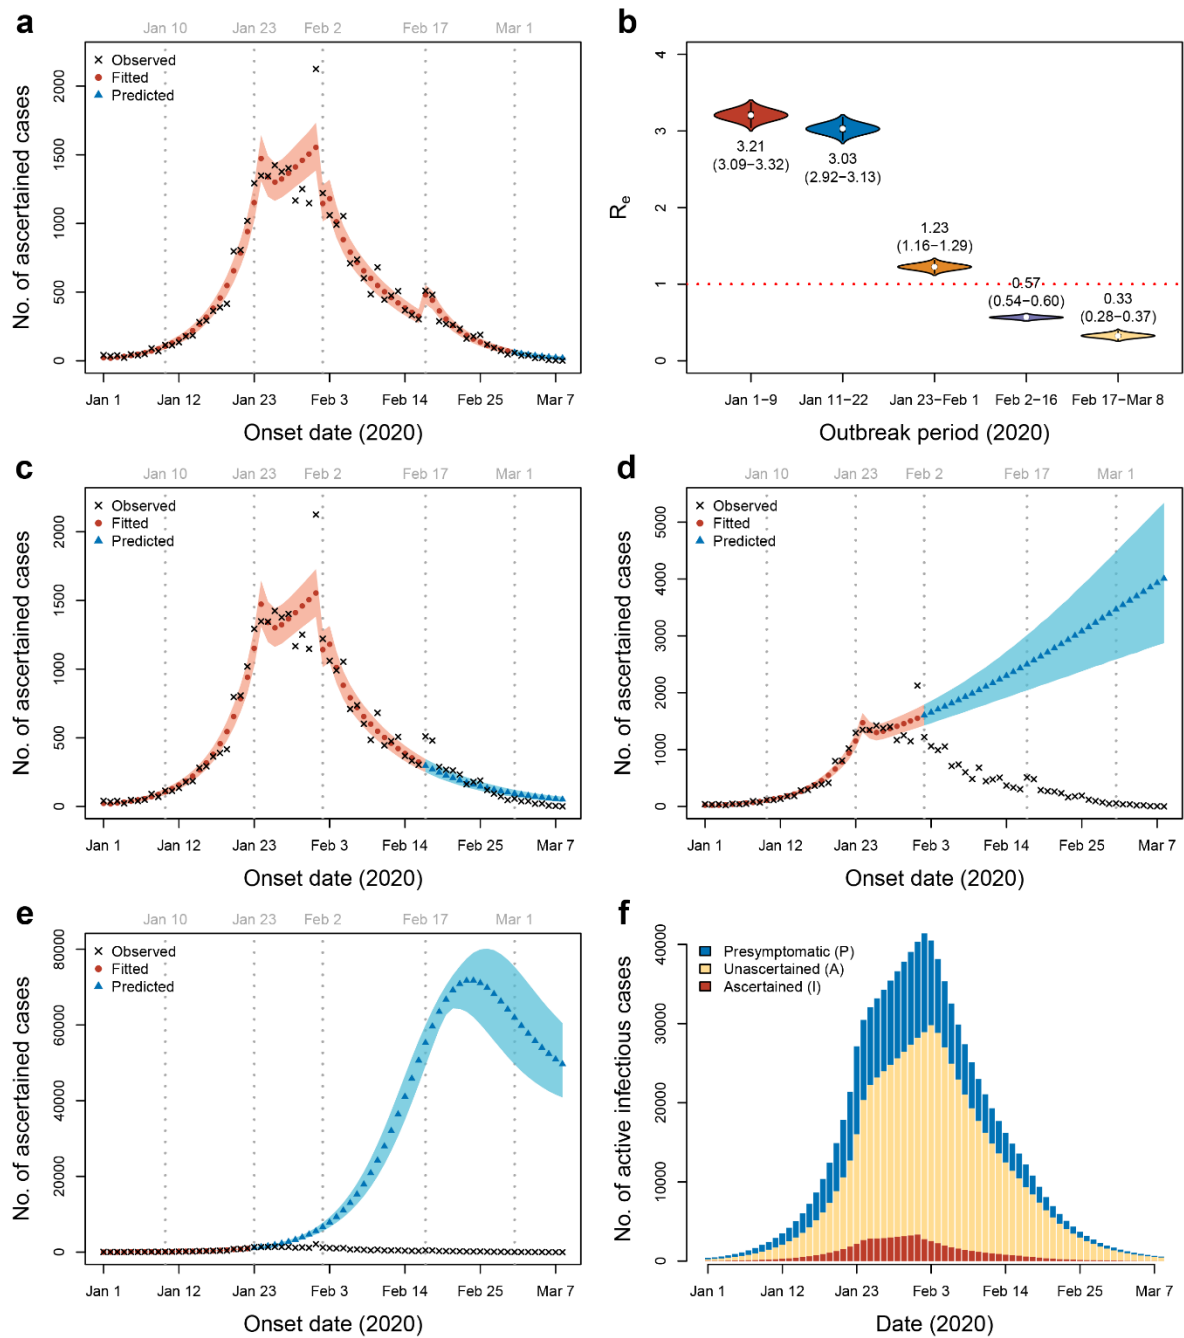 a
Jan 10 Jan 23 Feb 2 Feb 17 Mar 1
Observed
Fitted
Predicted
No. of ascertained cases
2000
1500
1000
500
0
Jan 1 Jan 12 Jan 23 Feb 3 Feb 14 Feb 25 Mar 7
Onset date (2020)
b
Re
4
3
2
1
0
3.21
(3.09−3.32)
3.03
(2.92−3.13)
1.23
(1.16−1.29)
0.57
(0.54−0.60)
0.33
(0.28−0.37)
Jan 1−9 Jan 11−22 Jan 23−Feb 1 Feb 2−16 Feb 17−Mar 8
Outbreak period (2020)
c
Jan 10 Jan 23 Feb 2 Feb 17 Mar 1
Observed
Fitted
Predicted
No. of ascertained cases
2000
1500
1000
500
0
Jan 1 Jan 12 Jan 23 Feb 3 Feb 14 Feb 25 Mar 7
Onset date (2020)
d
Jan 10 Jan 23 Feb 2 Feb 17 Mar 1
Observed
Fitted
Predicted
No. of ascertained cases
5000
4000
3000
2000
1000
0
Jan 1 Jan 12 Jan 23 Feb 3 Feb 14 Feb 25 Mar 7
Onset date (2020)
e
Jan 10 Jan 23 Feb 2 Feb 17 Mar 1
Observed
Fitted
Predicted
No. of ascertained cases
80000
60000
40000
20000
0
Jan 1 Jan 12 Jan 23 Feb 3 Feb 14 Feb 25 Mar 7
Onset date (2020)
f
Presymptomatic (P)
Unascertained (A)
Ascertained (I)
No. of active infectious cases
40000
30000
20000
10000
0
Jan 1 Jan 12 Jan 23 Feb 3 Feb 14 Feb 25 Mar 7
Date (2020)